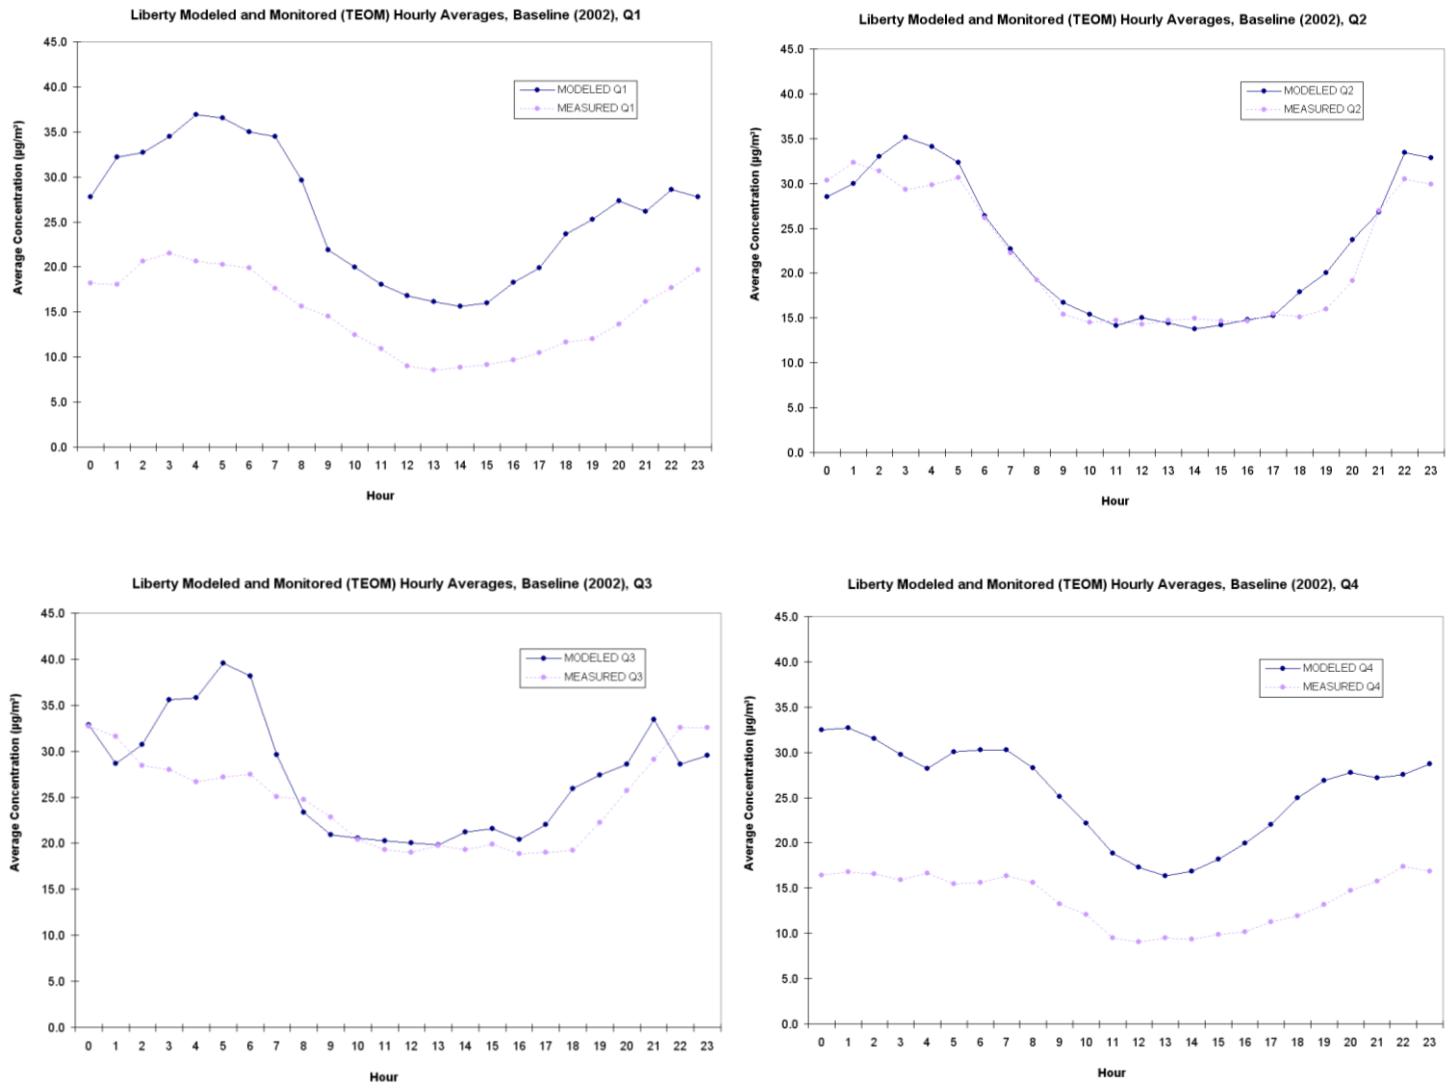 Liberty Modeled and Monitored (TEOM) Hourly Averages, Baseline (2002), Q1
45.0
40.0
35.0
30.0
25.0
20.0
15.0
10.0
5.0
0.0
Average Concentration (µg/m³)
MODELED Q1
MEASURED Q1
0 1 2 3 4 5 6 7 8 9 10 11 12 13 14 15 16 17 18 19 20 21 22 23
Hour
Liberty Modeled and Monitored (TEOM) Hourly Averages, Baseline (2002), Q2
45.0
40.0
35.0
30.0
25.0
20.0
15.0
10.0
5.0
0.0
Average Concentration (µg/m³)
MODELED Q2
MEASURED Q2
0 1 2 3 4 5 6 7 8 9 10 11 12 13 14 15 16 17 18 19 20 21 22 23
Hour
Liberty Modeled and Monitored (TEOM) Hourly Averages, Baseline (2002), Q3
45.0
40.0
35.0
30.0
25.0
20.0
15.0
10.0
5.0
0.0
Average Concentration (µg/m³)
MODELED Q3
MEASURED Q3
0 1 2 3 4 5 6 7 8 9 10 11 12 13 14 15 16 17 18 19 20 21 22 23
Hour
Liberty Modeled and Monitored (TEOM) Hourly Averages, Baseline (2002), Q4
45.0
40.0
35.0
30.0
25.0
20.0
15.0
10.0
5.0
0.0
Average Concentration (µg/m³)
MODELED Q4
MEASURED Q4
0 1 2 3 4 5 6 7 8 9 10 11 12 13 14 15 16 17 18 19 20 21 22 23
Hour